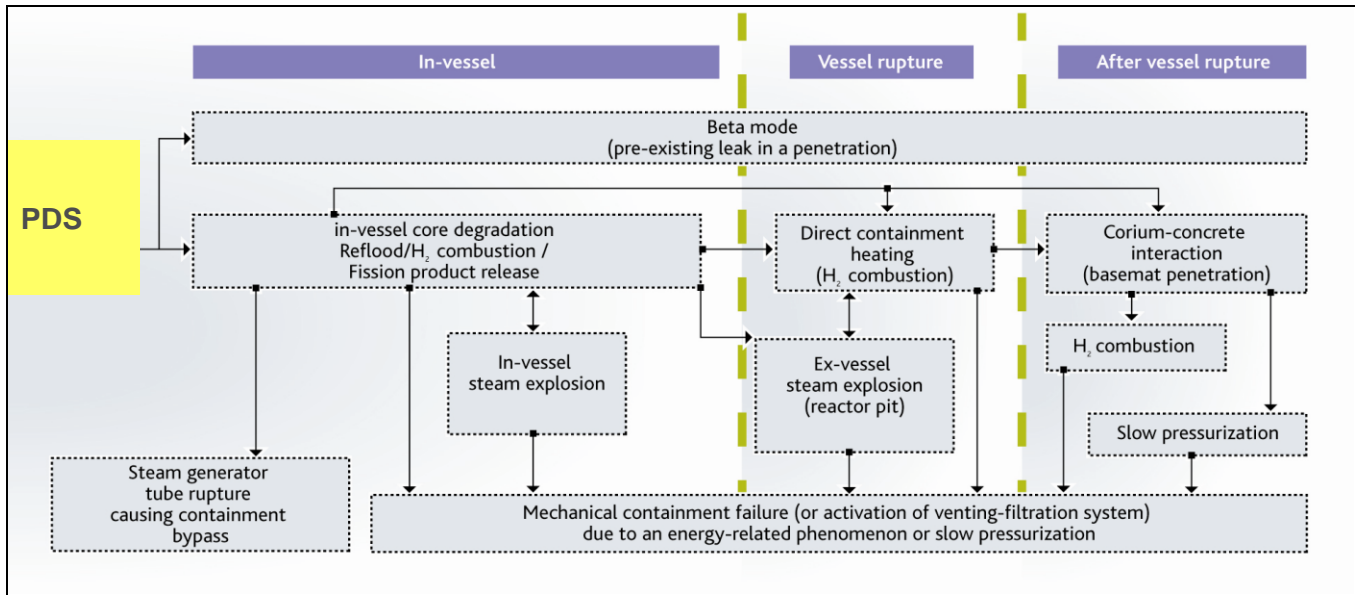 In-vessel
Vessel rupture
After vessel rupture
Beta mode
(pre-existing leak in a penetration)
PDS
in-vessel core degradation
Reflood/H₂ combustion /
Fission product release
Direct containment
heating
(H₂ combustion)
Corium-concrete
interaction
(basemat penetration)
In-vessel
steam explosion
Ex-vessel
steam explosion
(reactor pit)
H₂ combustion
Slow pressurization
Steam generator
tube rupture
causing containment
bypass
Mechanical containment failure (or activation of venting-filtration system)
due to an energy-related phenomenon or slow pressurization